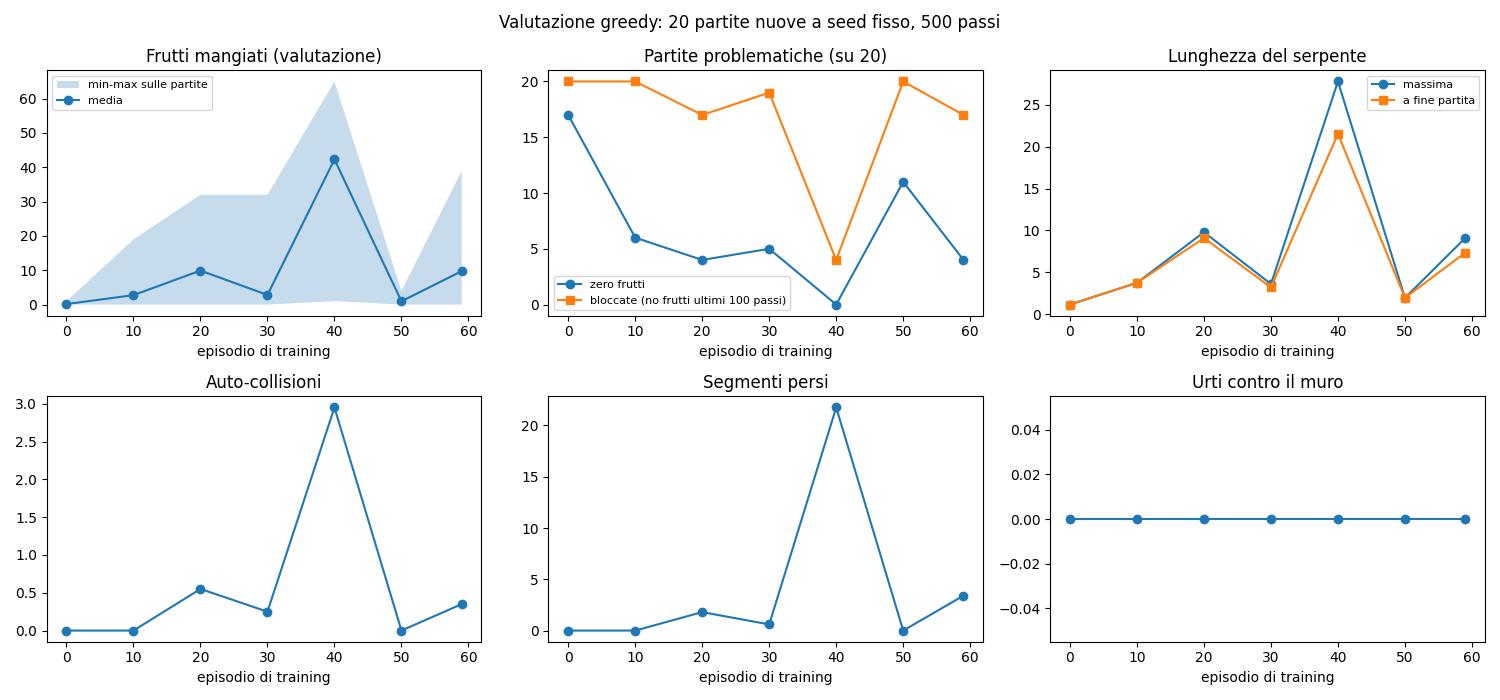 Valutazione greedy: 20 partite nuove a seed fisso, 500 passi
Frutti mangiati (valutazione)
min-max sulle partite
media
60
50
40
30
20
10
0
0 10 20 30 40 50 60
episodio di training
Partite problematiche (su 20)
20
15
10
5
0
zero frutti
bloccate (no frutti ultimi 100 passi)
0 10 20 30 40 50 60
episodio di training
Lunghezza del serpente
massima
a fine partita
25
20
15
10
5
0
0 10 20 30 40 50 60
episodio di training
Auto-collisioni
3.0
2.5
2.0
1.5
1.0
0.5
0.0
0 10 20 30 40 50 60
episodio di training
Segmenti persi
20
15
10
5
0
0 10 20 30 40 50 60
episodio di training
Urti contro il muro
0.04
0.02
0.00
−0.02
−0.04
0 10 20 30 40 50 60
episodio di training